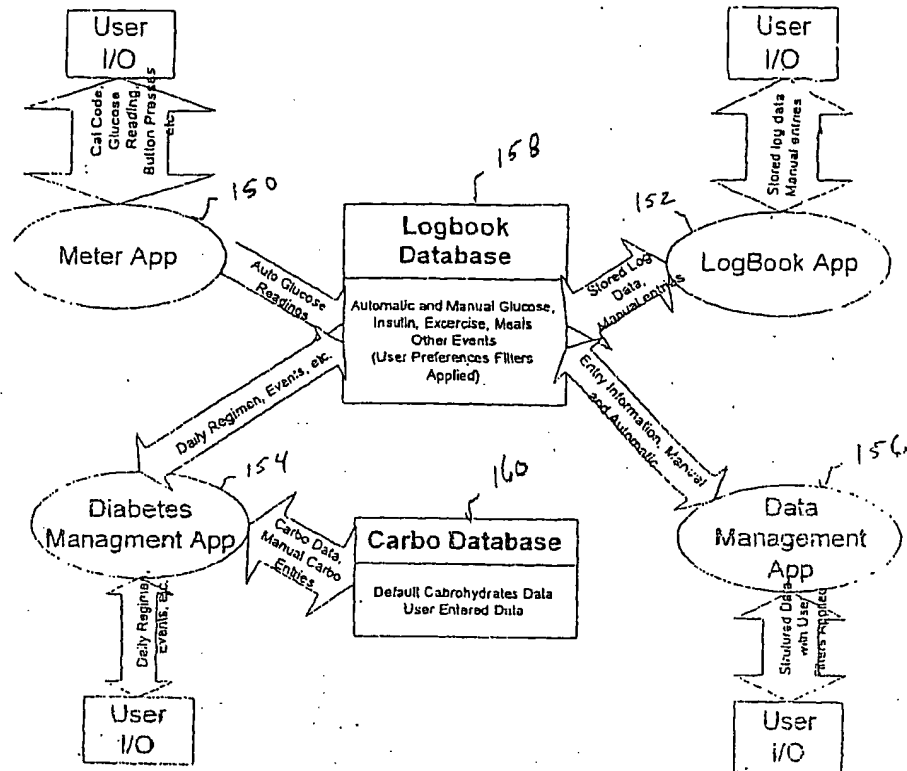 User
I/O
User
I/O
Cal Code,
Glucose
Reading,
Button Presses
etc
Stored log data
Manual entries
150
158
152
Meter App
Logbook
Database
LogBook App
Auto Glucose
Readings
Stored Log
Data,
Manual entries
Automatic and Manual Glucose,
Insulin, Excercise, Meals
Other Events
(User Preferences Filters
Applied)
Daily Regimen, Events, etc.
Entry Information, Manual
and Automatic
154
160
156
Diabetes
Managment App
Carbo Data,
Manual Carbo
Entries
Carbo Database
Default Cabrohydrates Data
User Entered Data
Data
Management
App
Daily Regimen,
Events, etc.
Strutured Data
with User
Filters Applied
User
I/O
User
I/O